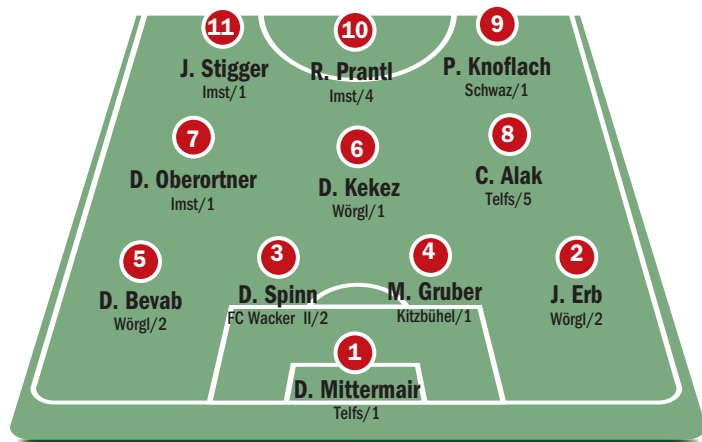 11
J. Stigger
Imst/1
10
R. Prantl
Imst/4
9
P. Knoflach
Schwaz/1
7
D. Oberortner
Imst/1
6
D. Kekez
Wörgl/1
8
C. Alak
Telfs/5
5
D. Bevab
Wörgl/2
3
D. Spinn
FC Wacker II/2
4
M. Gruber
Kitzbühel/1
2
J. Erb
Wörgl/2
1
D. Mittermair
Telfs/1